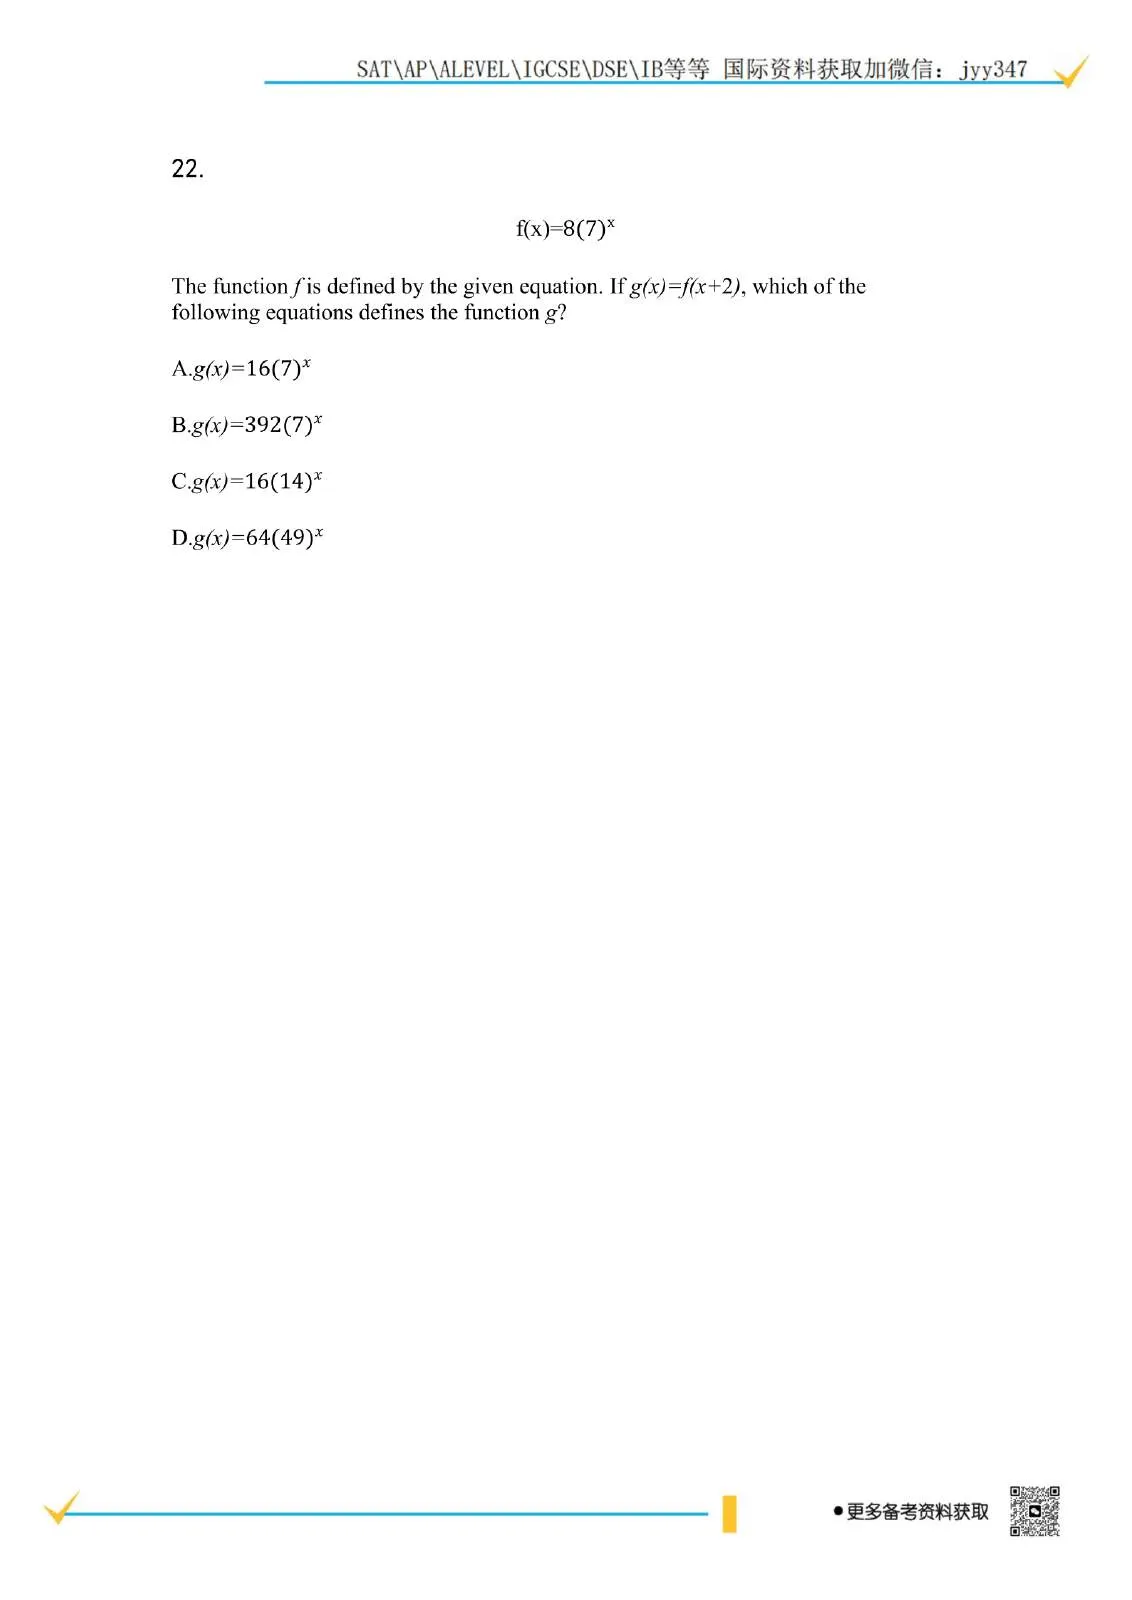 SAT\AP\ALEVEL\IGCSE\DSE\IB等等 国际资料获取加微信：jyy347
22.
f(x)=8(7)^x
The function f is defined by the given equation. If g(x)=f(x+2), which of the
following equations defines the function g?
A.g(x)=16(7)^x
B.g(x)=392(7)^x
C.g(x)=16(14)^x
D.g(x)=64(49)^x
●更多备考资料获取